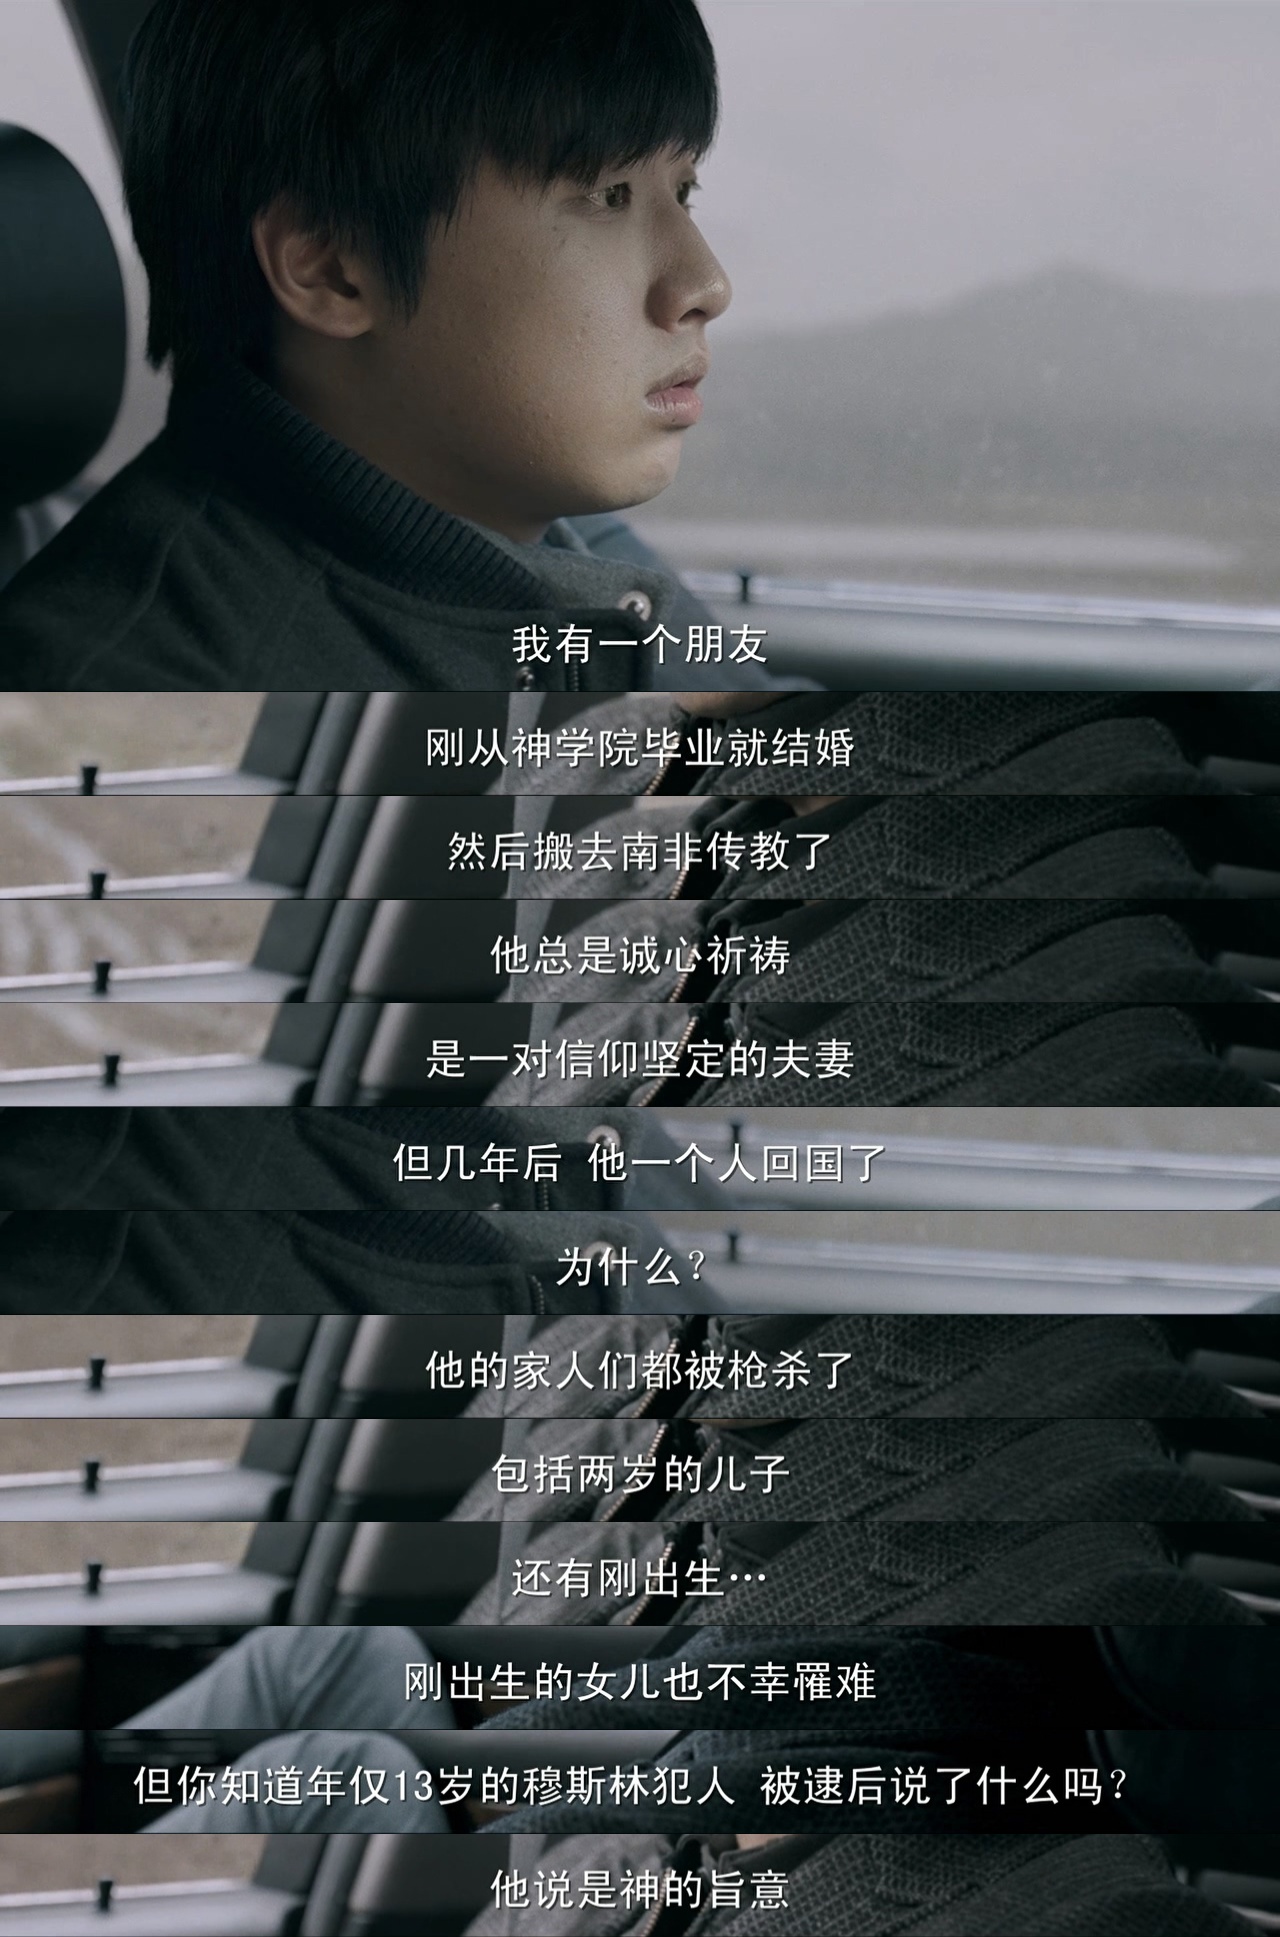 我有一个朋友
刚从神学院毕业就结婚
然后搬去南非传教了
他总是诚心祈祷
是一对信仰坚定的夫妻
但几年后 他一个人回国了
为什么？
他的家人们都被枪杀了
包括两岁的儿子
还有刚出生…
刚出生的女儿也不幸罹难
但你知道年仅13岁的穆斯林犯人 被逮后说了什么吗？
他说是神的旨意